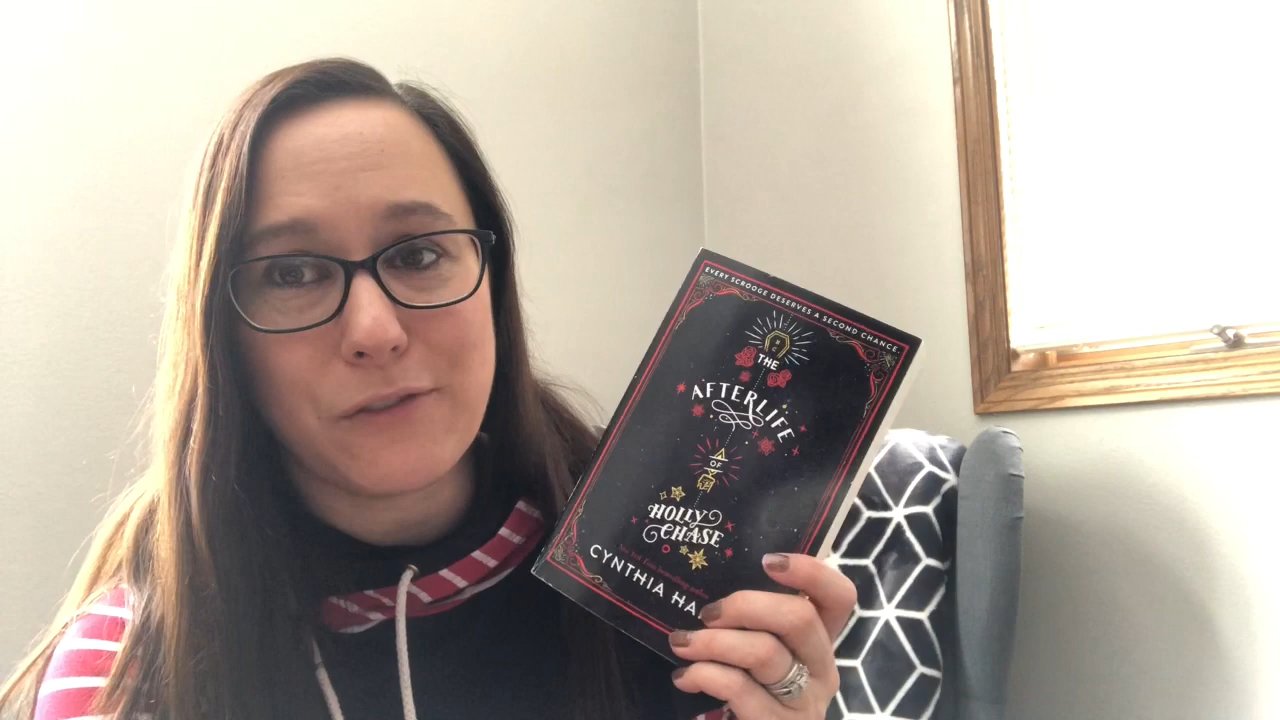 EVERY SCROOGE DESERVES A SECOND CHANCE.
H
C
THE
AFTERLIFE
OF
HOLLY
CHASE
CYNTHIA HA